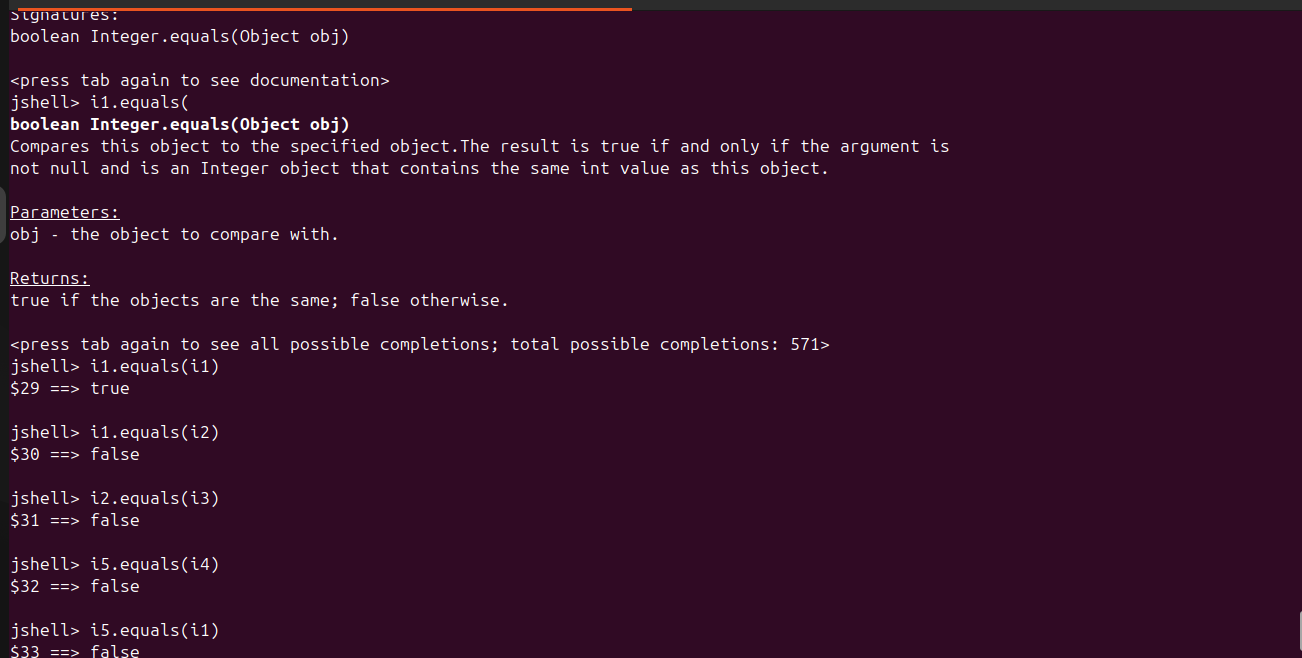 Signatures:
boolean Integer.equals(Object obj)
<press tab again to see documentation>
jshell> i1.equals(
boolean Integer.equals(Object obj)
Compares this object to the specified object.The result is true if and only if the argument is
not null and is an Integer object that contains the same int value as this object.
Parameters:
obj - the object to compare with.
Returns:
true if the objects are the same; false otherwise.
<press tab again to see all possible completions; total possible completions: 571>
jshell> i1.equals(i1)
$29 ==> true
jshell> i1.equals(i2)
$30 ==> false
jshell> i2.equals(i3)
$31 ==> false
jshell> i5.equals(i4)
$32 ==> false
jshell> i5.equals(i1)
$33 ==> false